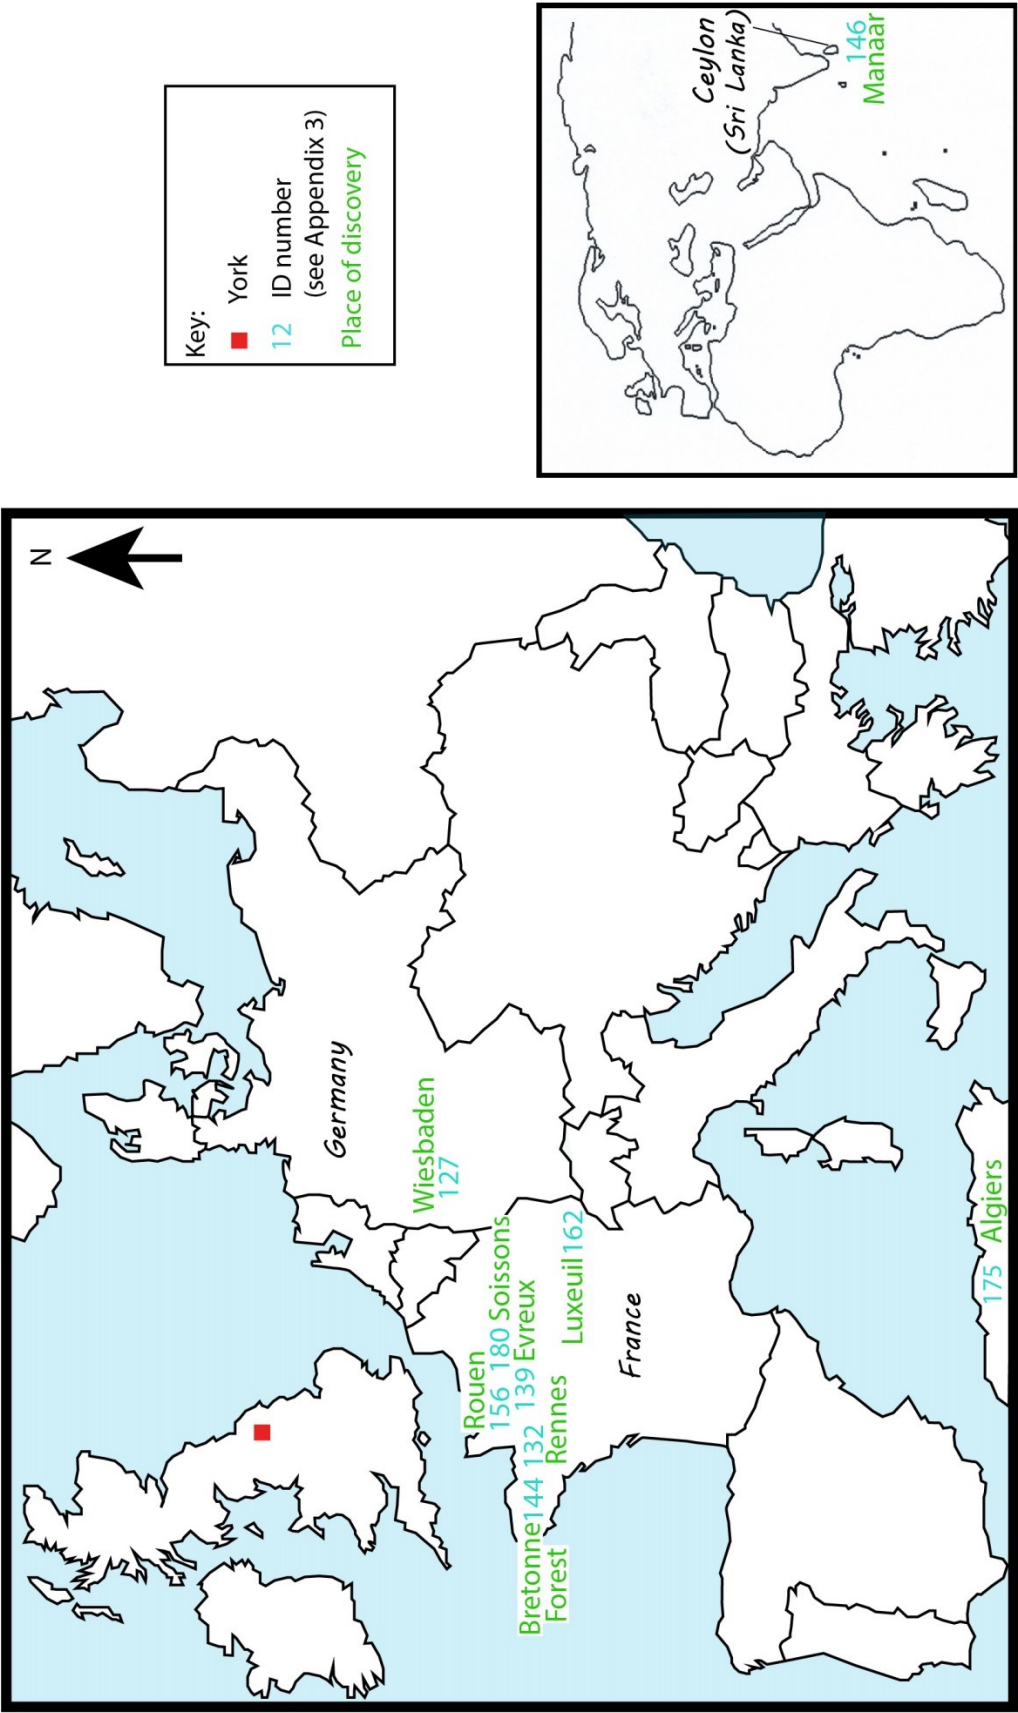 N
Germany
Wiesbaden
127
Rouen
156
180 Soissons
139 Evreux
Luxeuil 162
132
Rennes
144
Bretonne
Forest
France
175 Algiers
Key:
York
12 ID number
(see Appendix 3)
Place of discovery
Ceylon
(Sri Lanka)
146
Manaar